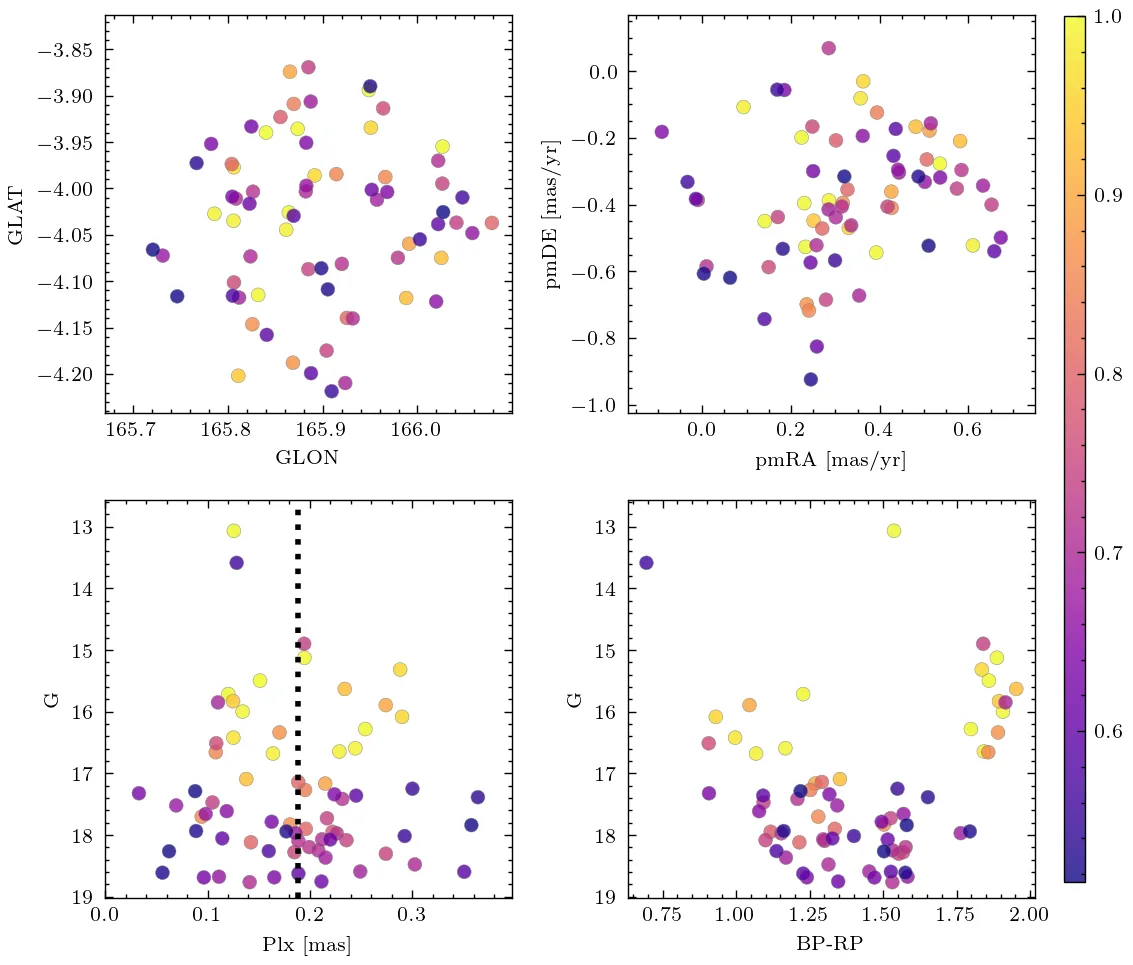 −3.85
−3.90
−3.95
−4.00
−4.05
−4.10
−4.15
−4.20
GLAT
165.7 165.8 165.9 166.0
GLON
0.0
−0.2
−0.4
−0.6
−0.8
−1.0
pmDE [mas/yr]
0.0 0.2 0.4 0.6
pmRA [mas/yr]
1.0
0.9
0.8
0.7
0.6
13
14
15
16
17
18
19
G
0.0 0.1 0.2 0.3
Plx [mas]
13
14
15
16
17
18
19
G
0.75 1.00 1.25 1.50 1.75 2.00
BP-RP